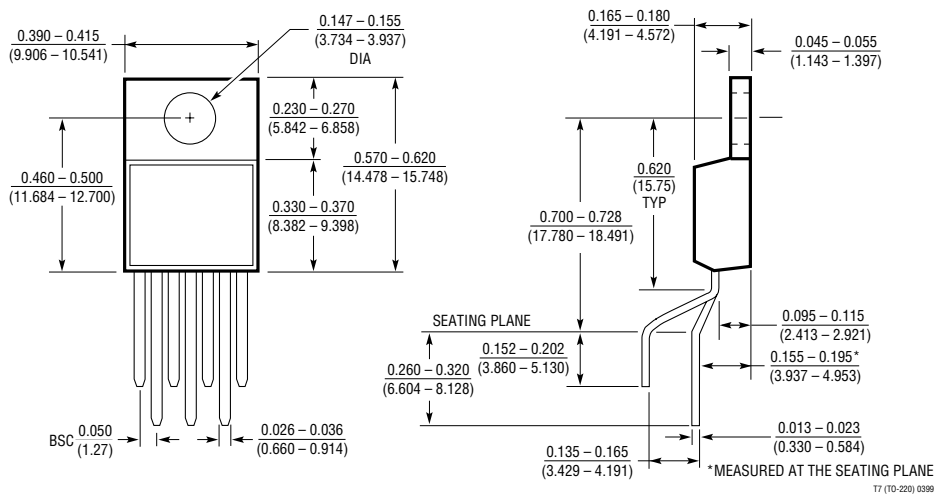 0.390 – 0.415
(9.906 – 10.541)
0.147 – 0.155
(3.734 – 3.937)
DIA
0.230 – 0.270
(5.842 – 6.858)
0.570 – 0.620
(14.478 – 15.748)
0.460 – 0.500
(11.684 – 12.700)
0.330 – 0.370
(8.382 – 9.398)
BSC
0.050
(1.27)
0.026 – 0.036
(0.660 – 0.914)
0.165 – 0.180
(4.191 – 4.572)
0.045 – 0.055
(1.143 – 1.397)
0.620
(15.75)
TYP
0.700 – 0.728
(17.780 – 18.491)
SEATING PLANE
0.152 – 0.202
(3.860 – 5.130)
0.260 – 0.320
(6.604 – 8.128)
0.095 – 0.115
(2.413 – 2.921)
0.155 – 0.195*
(3.937 – 4.953)
0.013 – 0.023
(0.330 – 0.584)
0.135 – 0.165
(3.429 – 4.191)
*MEASURED AT THE SEATING PLANE
T7 (TO-220) 0399